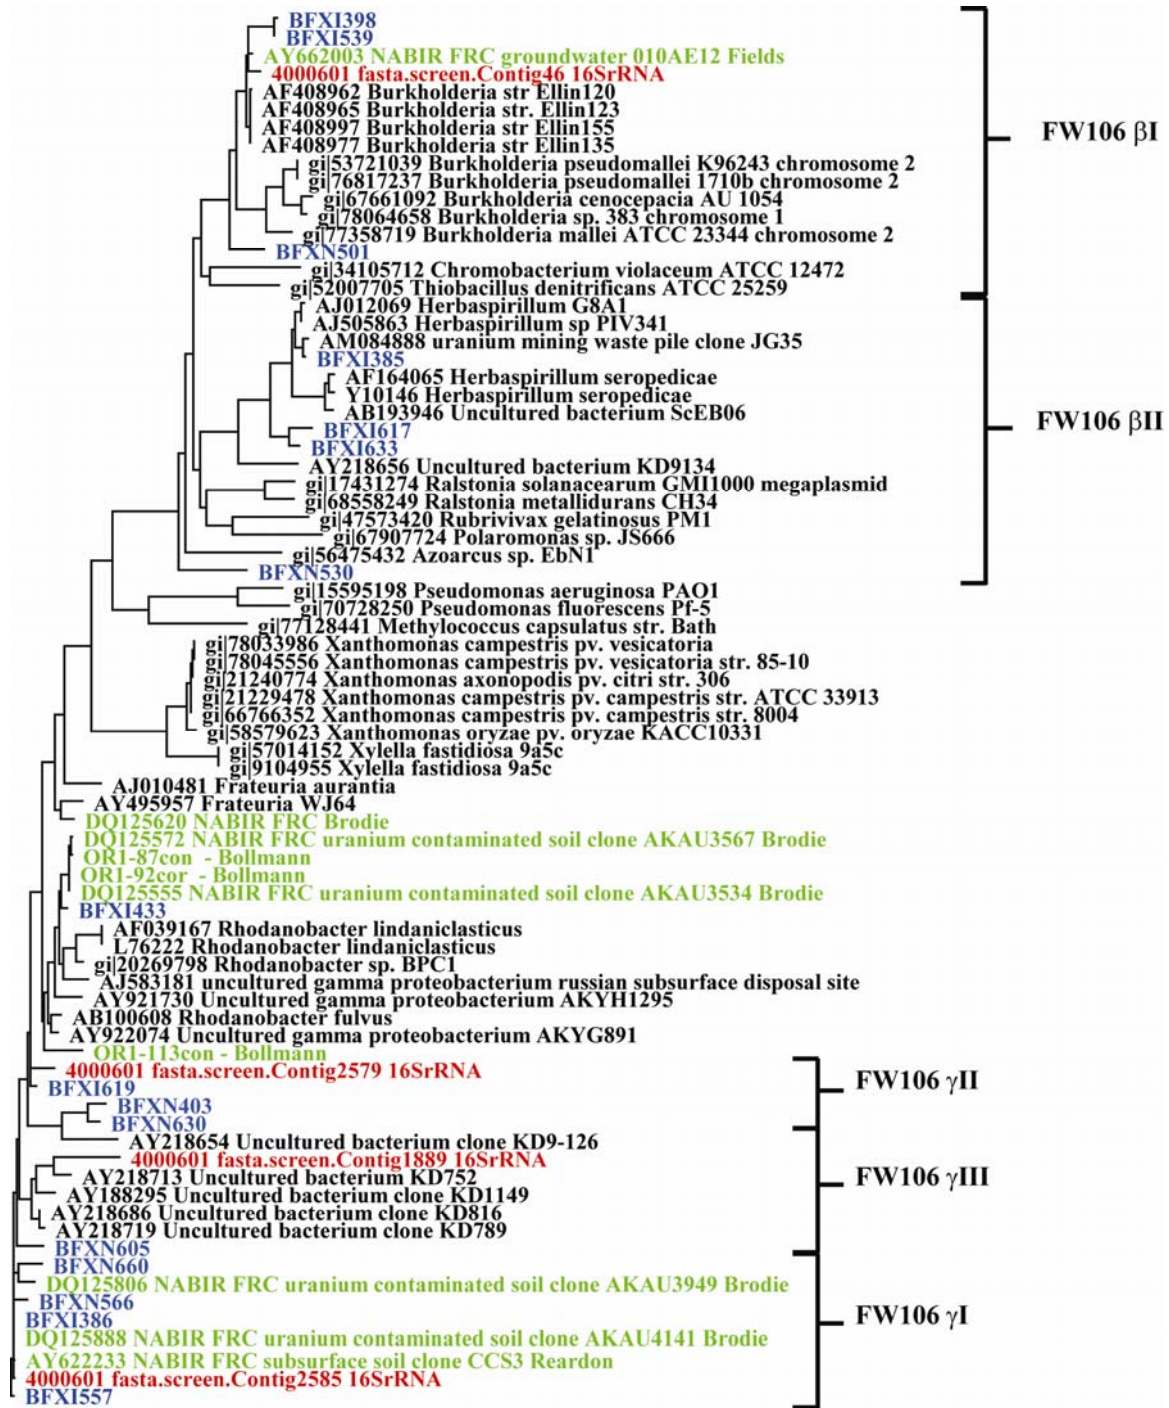 BFXI398
BFXI539
AY662003 NABIR FRC groundwater 010AE12 Fields
4000601 fasta.screen.Contig46 16SrRNA
AF408962 Burkholderia str Ellin120
AF408965 Burkholderia str. Ellin123
AF408997 Burkholderia str Ellin155
AF408977 Burkholderia str Ellin135
FW106 βI
gi|53721039 Burkholderia pseudomallei K96243 chromosome 2
gi|76817237 Burkholderia pseudomallei 1710b chromosome 2
gi|67661092 Burkholderia cenocepacia AU 1054
gi|78064658 Burkholderia sp. 383 chromosome 1
gi|77358719 Burkholderia mallei ATCC 23344 chromosome 2
BFXN501
gi|34105712 Chromobacterium violaceum ATCC 12472
gi|52007705 Thiobacillus denitrificans ATCC 25259
AJ012069 Herbaspirillum G8A1
AJ505863 Herbaspirillum sp PIV341
AM084888 uranium mining waste pile clone JG35
BFXI385
AF164065 Herbaspirillum seropedicae
Y10146 Herbaspirillum seropedicae
AB193946 Uncultured bacterium ScEB06
FW106 βII
BFXI617
BFXI633
AY218656 Uncultured bacterium KD9134
gi|17431274 Ralstonia solanacearum GMI1000 megaplasmid
gi|68558249 Ralstonia metallidurans CH34
gi|47573420 Rubrivivax gelatinosus PM1
gi|67907724 Polaromonas sp. JS666
gi|56475432 Azoarcus sp. EbN1
BFXN530
gi|15595198 Pseudomonas aeruginosa PAO1
gi|70728250 Pseudomonas fluorescens Pf-5
gi|77128441 Methylococcus capsulatus str. Bath
gi|78033986 Xanthomonas campestris pv. vesicatoria
gi|78045556 Xanthomonas campestris pv. vesicatoria str. 85-10
gi|21240774 Xanthomonas axonopodis pv. citri str. 306
gi|21229478 Xanthomonas campestris pv. campestris str. ATCC 33913
gi|66766352 Xanthomonas campestris pv. campestris str. 8004
gi|58579623 Xanthomonas oryzae pv. oryzae KACC10331
gi|57014152 Xylella fastidiosa 9a5c
gi|9104955 Xylella fastidiosa 9a5c
AJ010481 Frateuria aurantia
AY495957 Frateuria WJ64
DQ125620 NABIR FRC Brodie
DQ125572 NABIR FRC uranium contaminated soil clone AKAU3567 Brodie
OR1-87con - Bollmann
OR1-92cor - Bollmann
DQ125555 NABIR FRC uranium contaminated soil clone AKAU3534 Brodie
BFXI433
AF039167 Rhodanobacter lindaniclasticus
L76222 Rhodanobacter lindaniclasticus
gi|20269798 Rhodanobacter sp. BPC1
AJ583181 uncultured gamma proteobacterium russian subsurface disposal site
AY921730 Uncultured gamma proteobacterium AKYH1295
AB100608 Rhodanobacter fulvus
AY922074 Uncultured gamma proteobacterium AKYG891
OR1-113con - Bollmann
4000601 fasta.screen.Contig2579 16SrRNA
FW106 γII
BFXI619
BFXN403
BFXN630
AY218654 Uncultured bacterium clone KD9-126
4000601 fasta.screen.Contig1889 16SrRNA
AY218713 Uncultured bacterium KD752
FW106 γIII
AY188295 Uncultured bacterium clone KD1149
AY218686 Uncultured bacterium clone KD816
AY218719 Uncultured bacterium clone KD789
BFXN605
BFXN660
DQ125806 NABIR FRC uranium contaminated soil clone AKAU3949 Brodie
BFXN566
FW106 γI
BFXI386
DQ125888 NABIR FRC uranium contaminated soil clone AKAU4141 Brodie
AY622233 NABIR FRC subsurface soil clone CCS3 Reardon
4000601 fasta.screen.Contig2585 16SrRNA
BFXI557